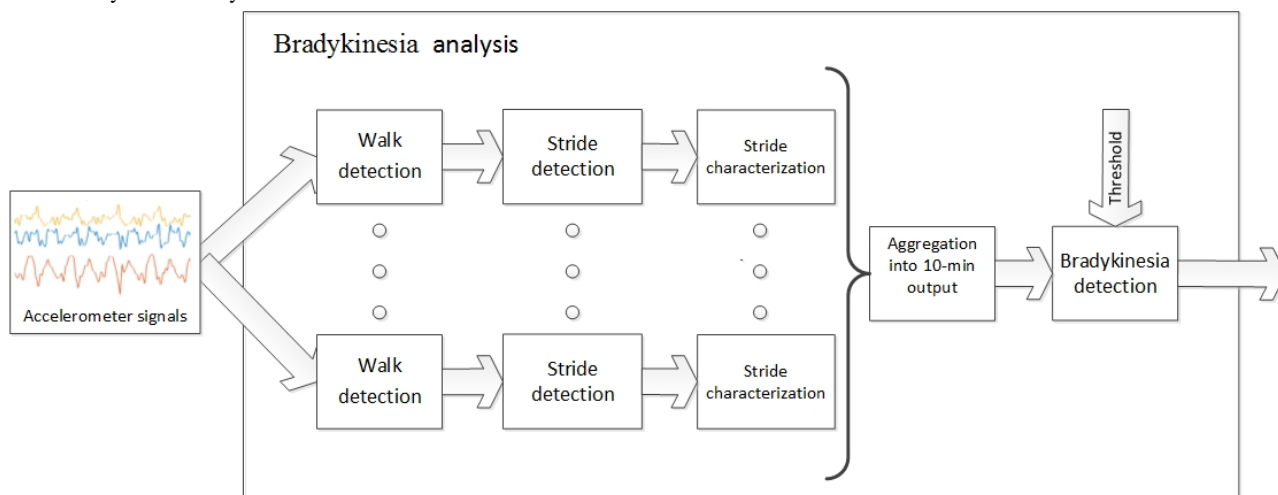 Bradykinesia analysis
Walk
detection
Stride
detection
Stride
characterization
Threshold
Accelerometer signals
Aggregation
into 10-min
output
Bradykinesia
detection
Walk
detection
Stride
detection
Stride
characterization